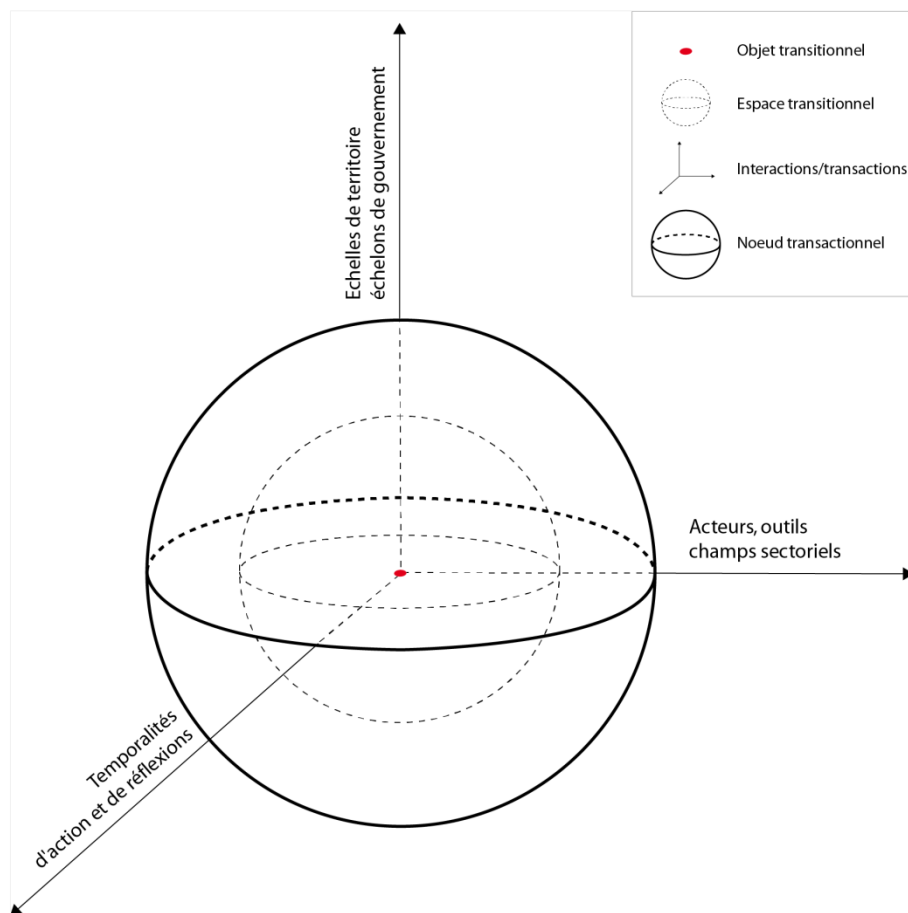 Objet transitionnel
Espace transitionnel
Interactions/transactions
Noeud transactionnel
Echelles de territoire
échelons de gouvernement
Acteurs, outils
champs sectoriels
Temporalités
d'action et de réflexions